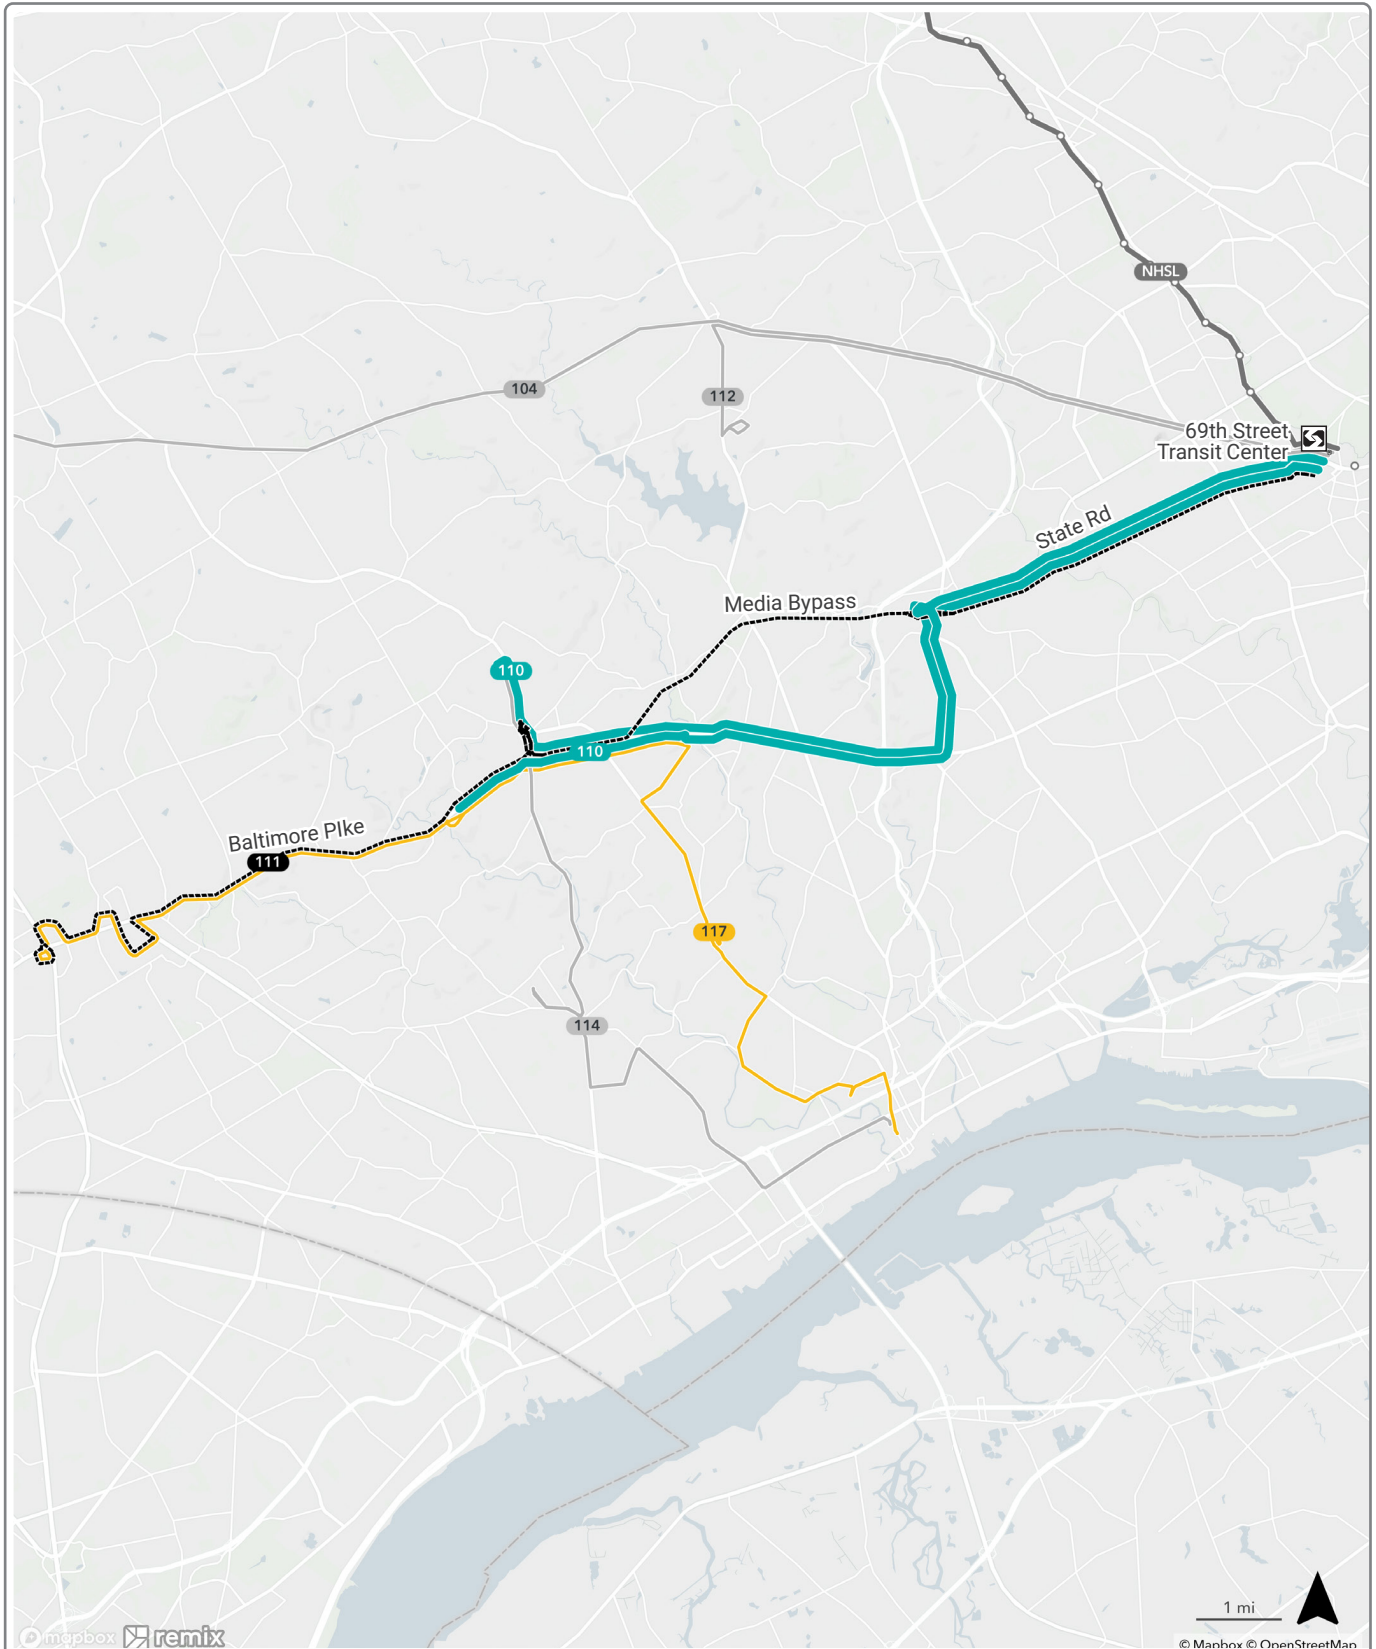 NHSL
104
112
69th Street
Transit Center
State Rd
Media Bypass
110
110
Baltimore PIke
111
117
114
1 mi
mapbox remix
© Mapbox © OpenStreetMap